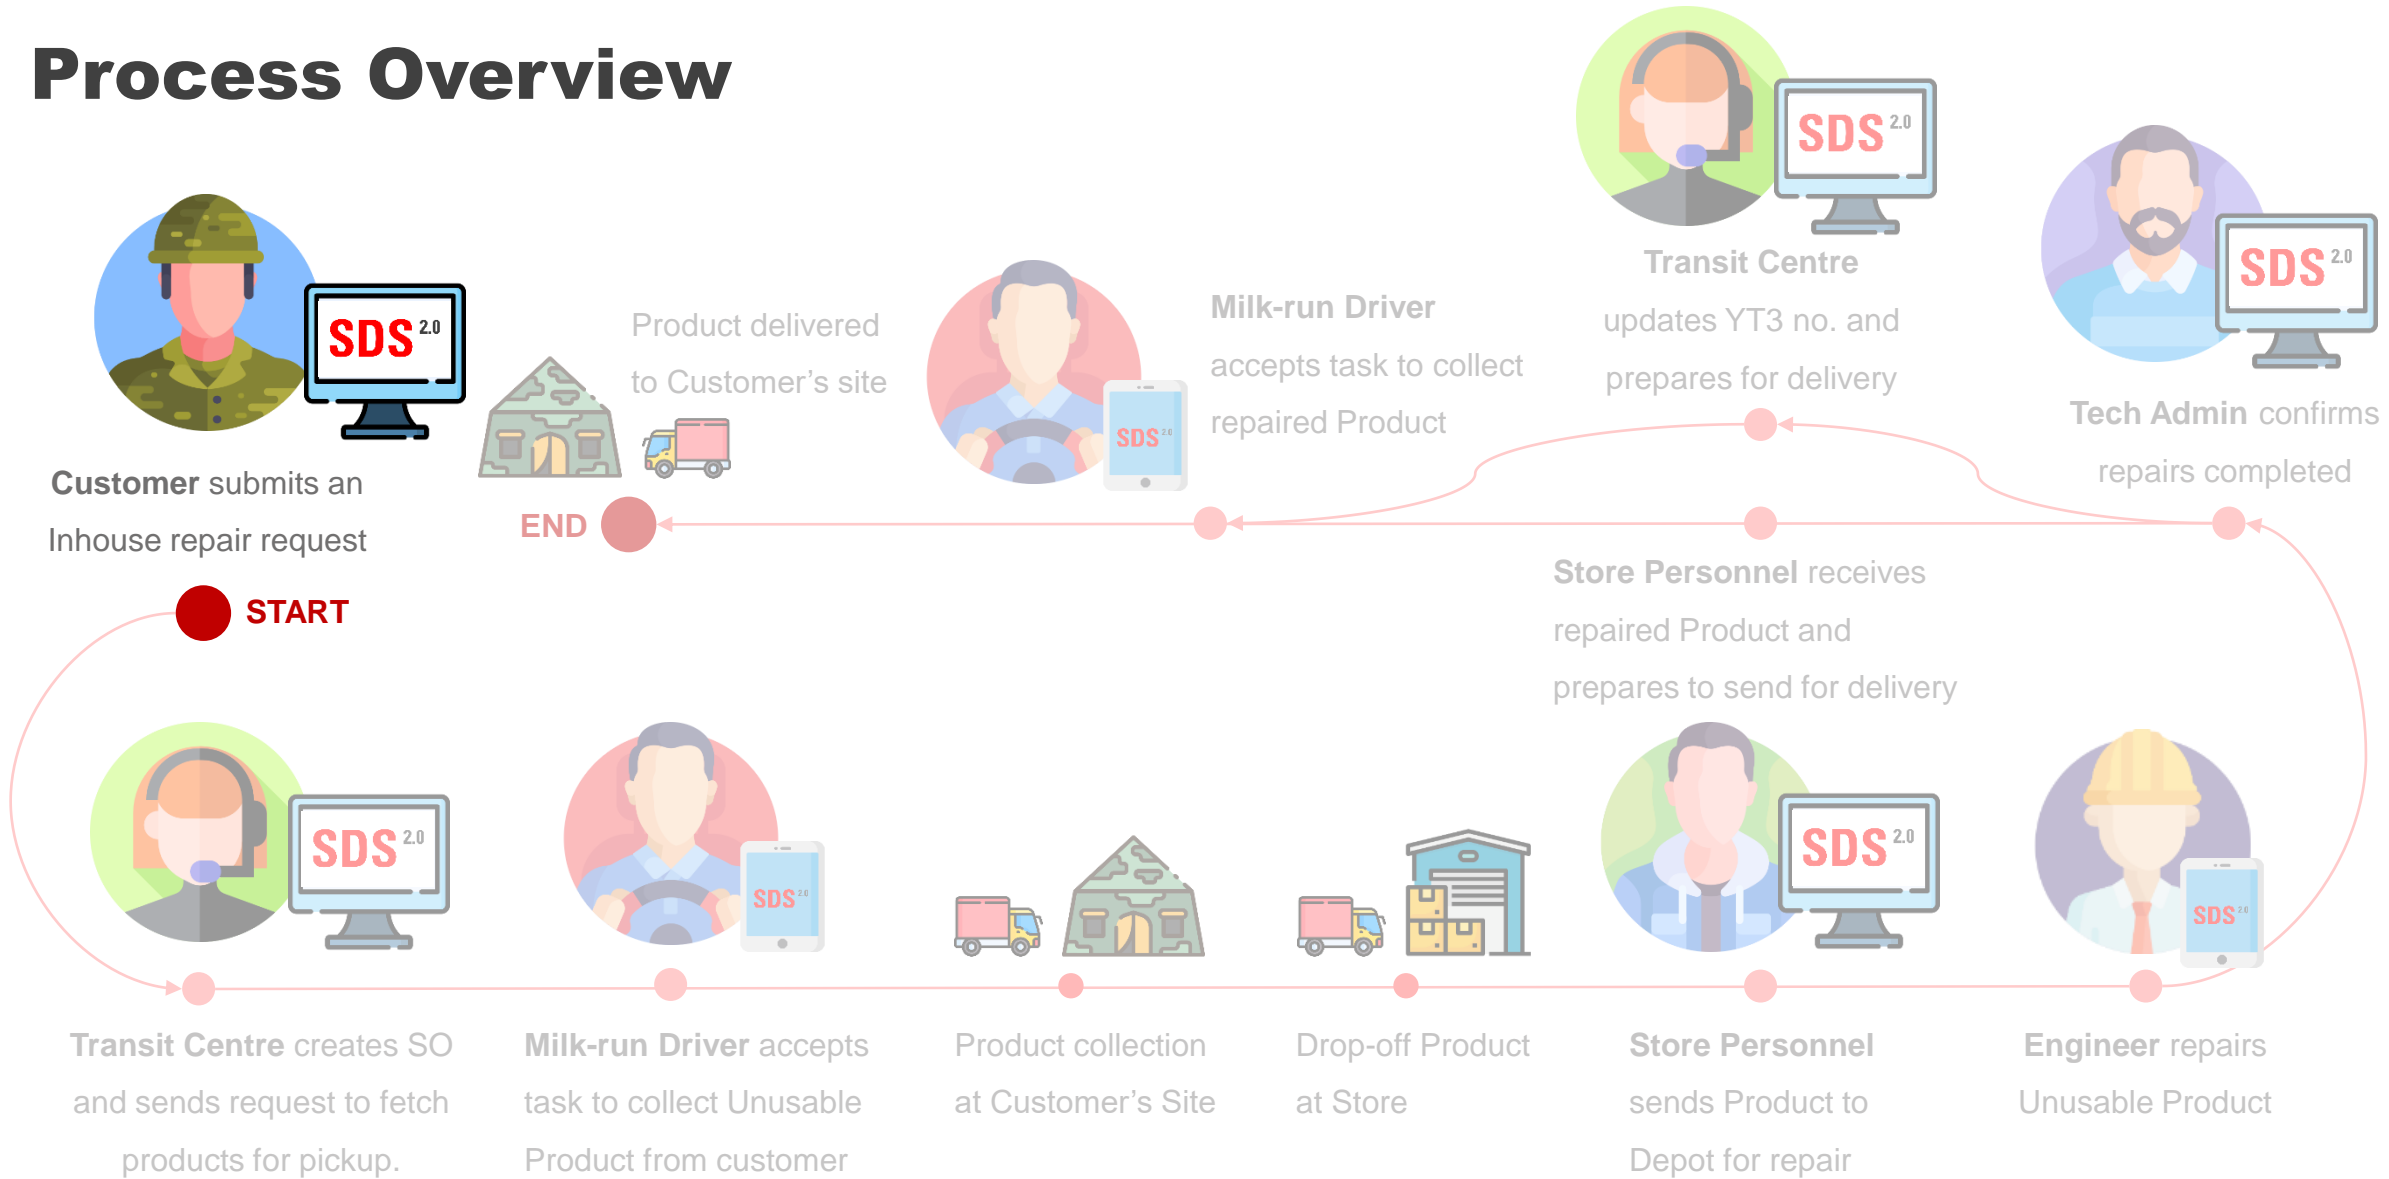 Process Overview
SDS 2.0
Customer submits an
Inhouse repair request
START
SDS 2.0
Transit Centre creates SO
and sends request to fetch
products for pickup.
SDS 2.0
Milk-run Driver accepts
task to collect Unusable
Product from customer
Product collection
at Customer’s Site
Drop-off Product
at Store
SDS 2.0
Store Personnel
sends Product to
Depot for repair
SDS 2.0
Engineer repairs
Unusable Product
SDS 2.0
Tech Admin confirms
repairs completed
SDS 2.0
Transit Centre
updates YT3 no. and
prepares for delivery
Store Personnel receives
repaired Product and
prepares to send for delivery
SDS 2.0
Milk-run Driver
accepts task to collect
repaired Product
Product delivered
to Customer’s site
END